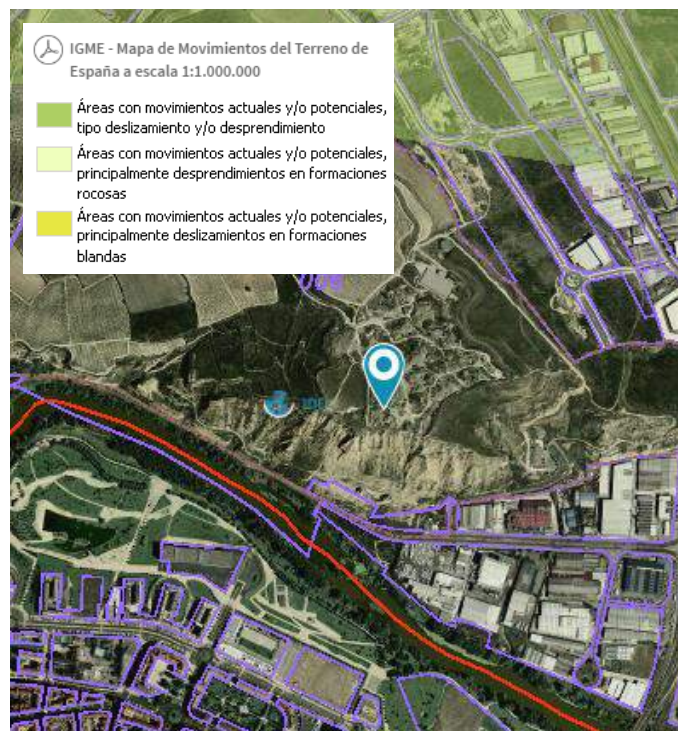 IGME - Mapa de Movimientos del Terreno de
España a escala 1:1.000.000
Áreas con movimientos actuales y/o potenciales,
tipo deslizamiento y/o desprendimiento
Áreas con movimientos actuales y/o potenciales,
principalmente desprendimientos en formaciones
rocosas
Áreas con movimientos actuales y/o potenciales,
principalmente deslizamientos en formaciones
blandas